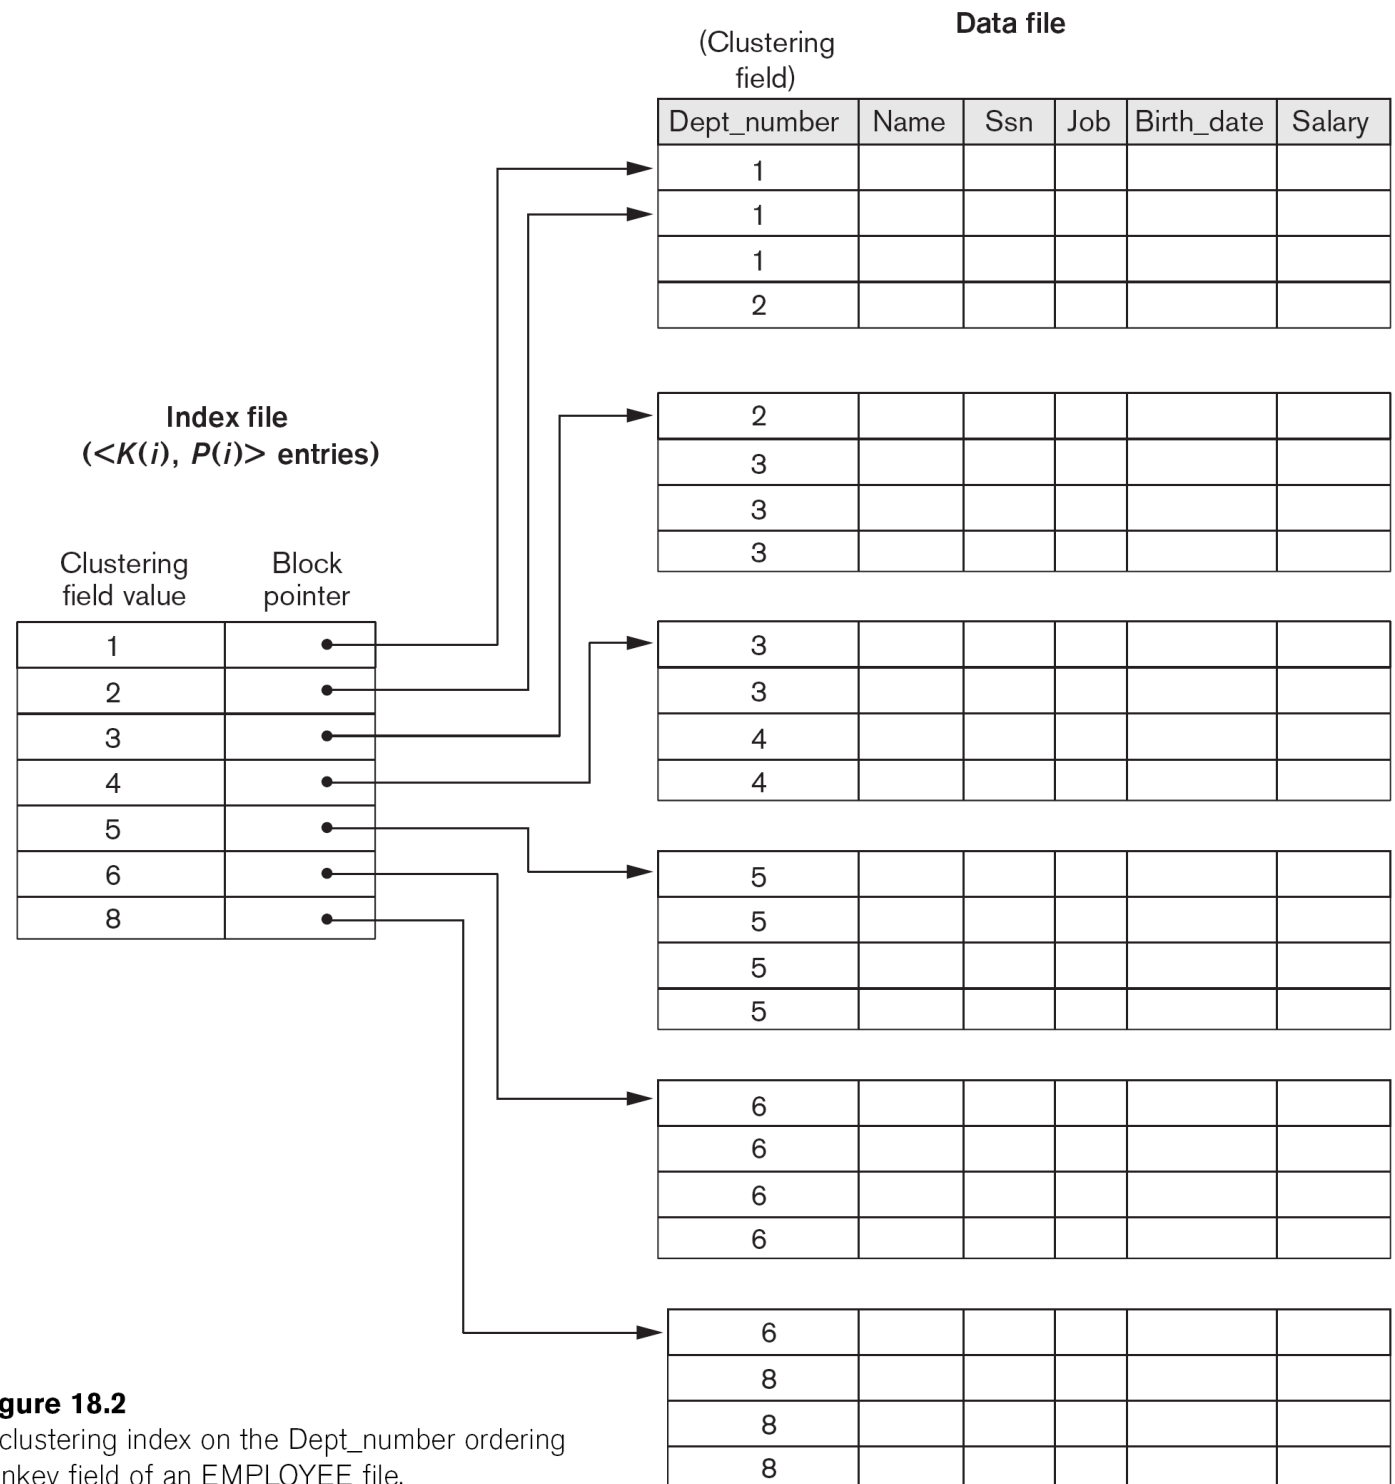 Data file
(Clustering
field)
Dept_number Name Ssn Job Birth_date Salary
1
1
1
2
2
3
3
3
3
3
4
4
5
5
5
5
6
6
6
6
6
8
8
8
Index file
(<K(i), P(i)> entries)
Clustering Block
field value pointer
1
2
3
4
5
6
8
gure 18.2
clustering index on the Dept_number ordering
nkey field of an EMPLOYEE file.